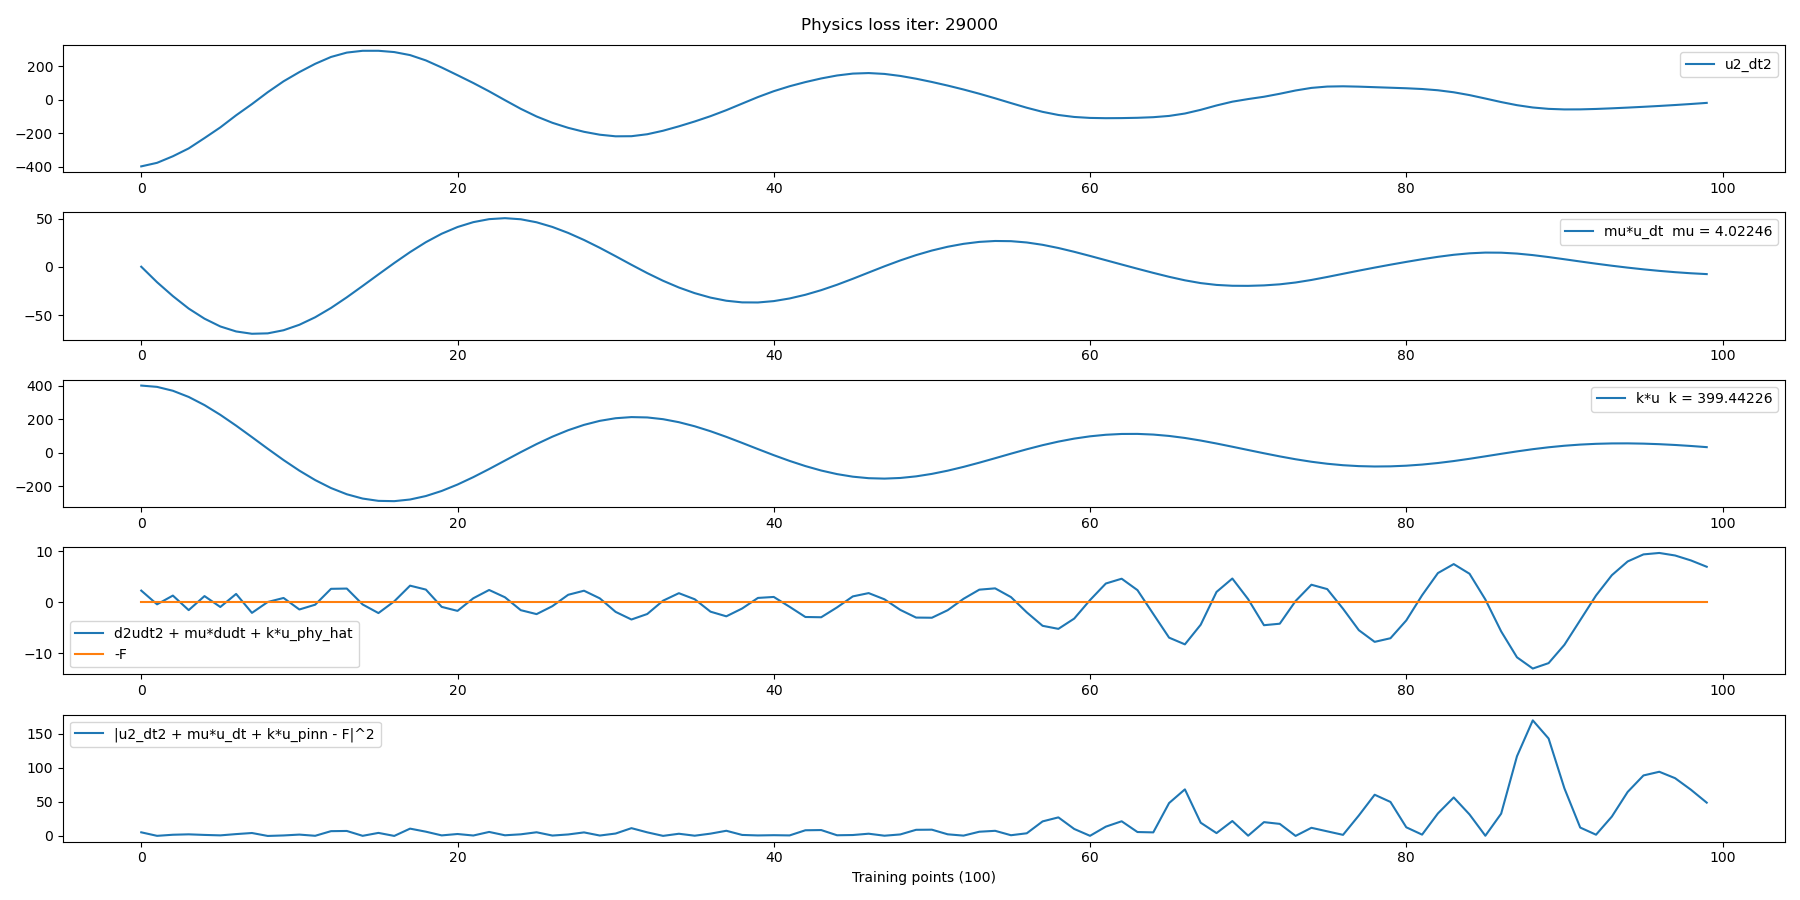 Physics loss iter: 29000
u2_dt2
200
0
−200
−400
0 20 40 60 80 100
mu*u_dt mu = 4.02246
50
0
−50
0 20 40 60 80 100
k*u k = 399.44226
400
200
0
−200
0 20 40 60 80 100
10
0
−10
d2udt2 + mu*dudt + k*u_phy_hat
-F
0 20 40 60 80 100
|u2_dt2 + mu*u_dt + k*u_pinn - F|^2
150
100
50
0
0 20 40 60 80 100
Training points (100)